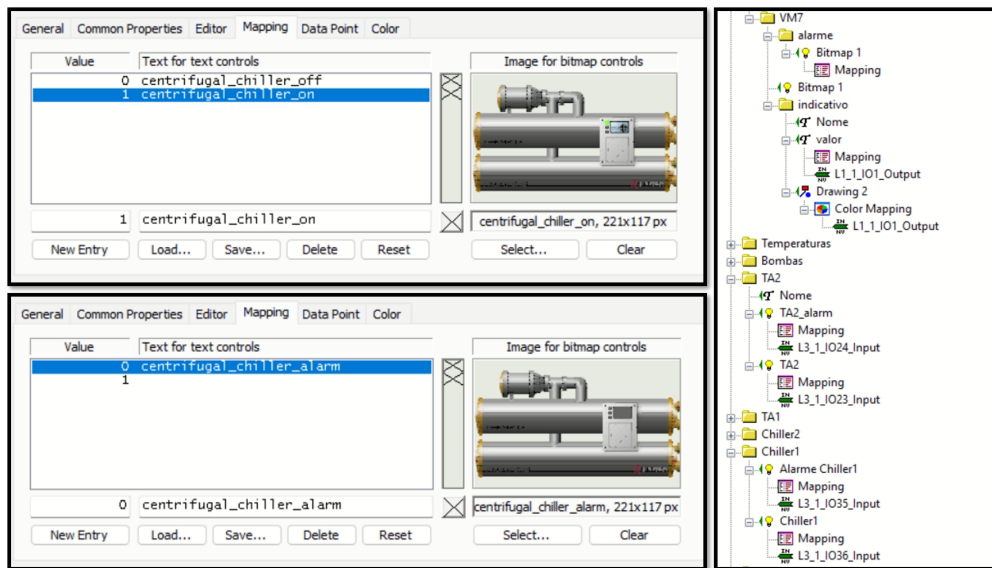 General Common Properties Editor Mapping Data Point Color
Value Text for text controls Image for bitmap controls
0 centrifugal_chiller_off
1 centrifugal_chiller_on
1 centrifugal_chiller_on centrifugal_chiller_on, 221x117 px
New Entry Load... Save... Delete Reset Select... Clear
General Common Properties Editor Mapping Data Point Color
Value Text for text controls Image for bitmap controls
0 centrifugal_chiller_alarm
1
0 centrifugal_chiller_alarm centrifugal_chiller_alarm, 221x117 px
New Entry Load... Save... Delete Reset Select... Clear
VM7
alarme
Bitmap 1
Mapping
Bitmap 1
indicativo
Nome
valor
Mapping
L1_1_IO1_Output
Drawing 2
Color Mapping
L1_1_IO1_Output
Temperaturas
Bombas
TA2
Nome
TA2_alarm
Mapping
L3_1_IO24_Input
TA2
Mapping
L3_1_IO23_Input
TA1
Chiller2
Chiller1
Alarme Chiller1
Mapping
L3_1_IO35_Input
Chiller1
Mapping
L3_1_IO36_Input